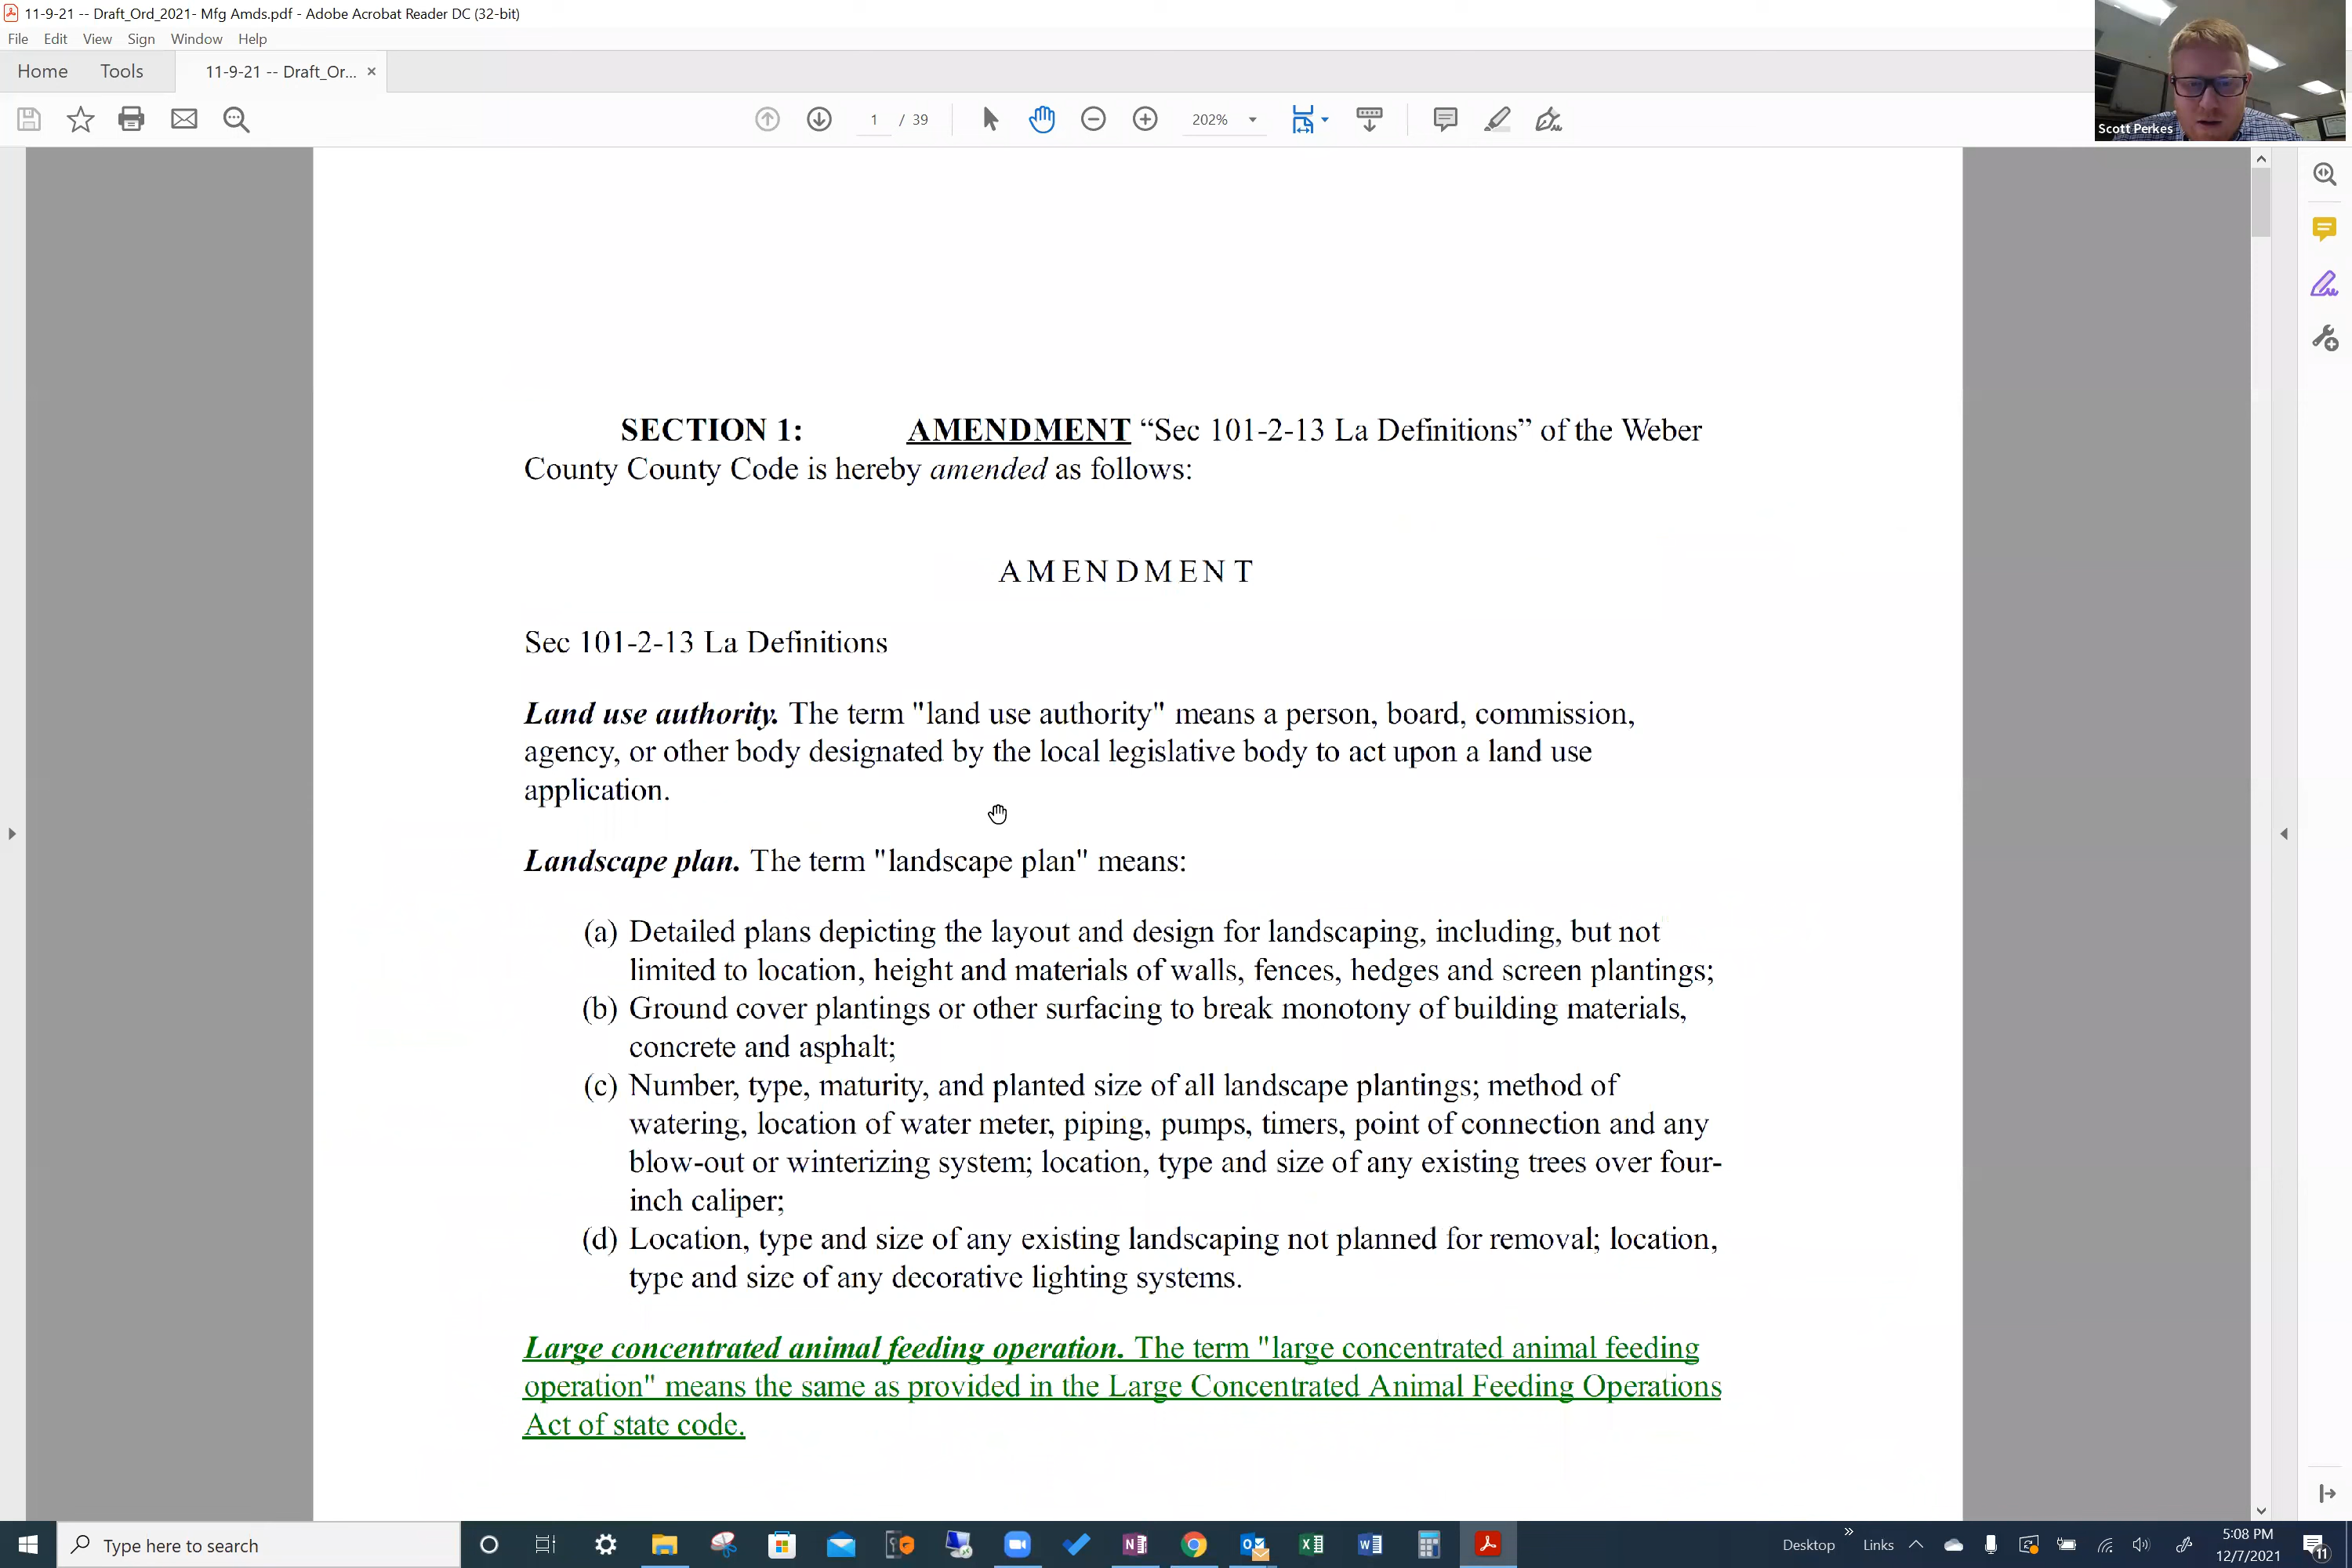 11-9-21 -- Draft_Ord_2021- Mfg Amds.pdf - Adobe Acrobat Reader DC (32-bit)
File Edit View Sign Window Help
Home Tools 11-9-21 -- Draft_Or... ×
1 / 39 202%
Scott Perkes
SECTION 1: AMENDMENT “Sec 101-2-13 La Definitions” of the Weber
County County Code is hereby amended as follows:
AMENDMENT
Sec 101-2-13 La Definitions
Land use authority. The term "land use authority" means a person, board, commission,
agency, or other body designated by the local legislative body to act upon a land use
application.
Landscape plan. The term "landscape plan" means:
(a) Detailed plans depicting the layout and design for landscaping, including, but not
limited to location, height and materials of walls, fences, hedges and screen plantings;
(b) Ground cover plantings or other surfacing to break monotony of building materials,
concrete and asphalt;
(c) Number, type, maturity, and planted size of all landscape plantings; method of
watering, location of water meter, piping, pumps, timers, point of connection and any
blow-out or winterizing system; location, type and size of any existing trees over four-
inch caliper;
(d) Location, type and size of any existing landscaping not planned for removal; location,
type and size of any decorative lighting systems.
Large concentrated animal feeding operation. The term "large concentrated animal feeding
operation" means the same as provided in the Large Concentrated Animal Feeding Operations
Act of state code.
Type here to search
Desktop » Links
5:08 PM
12/7/2021
11